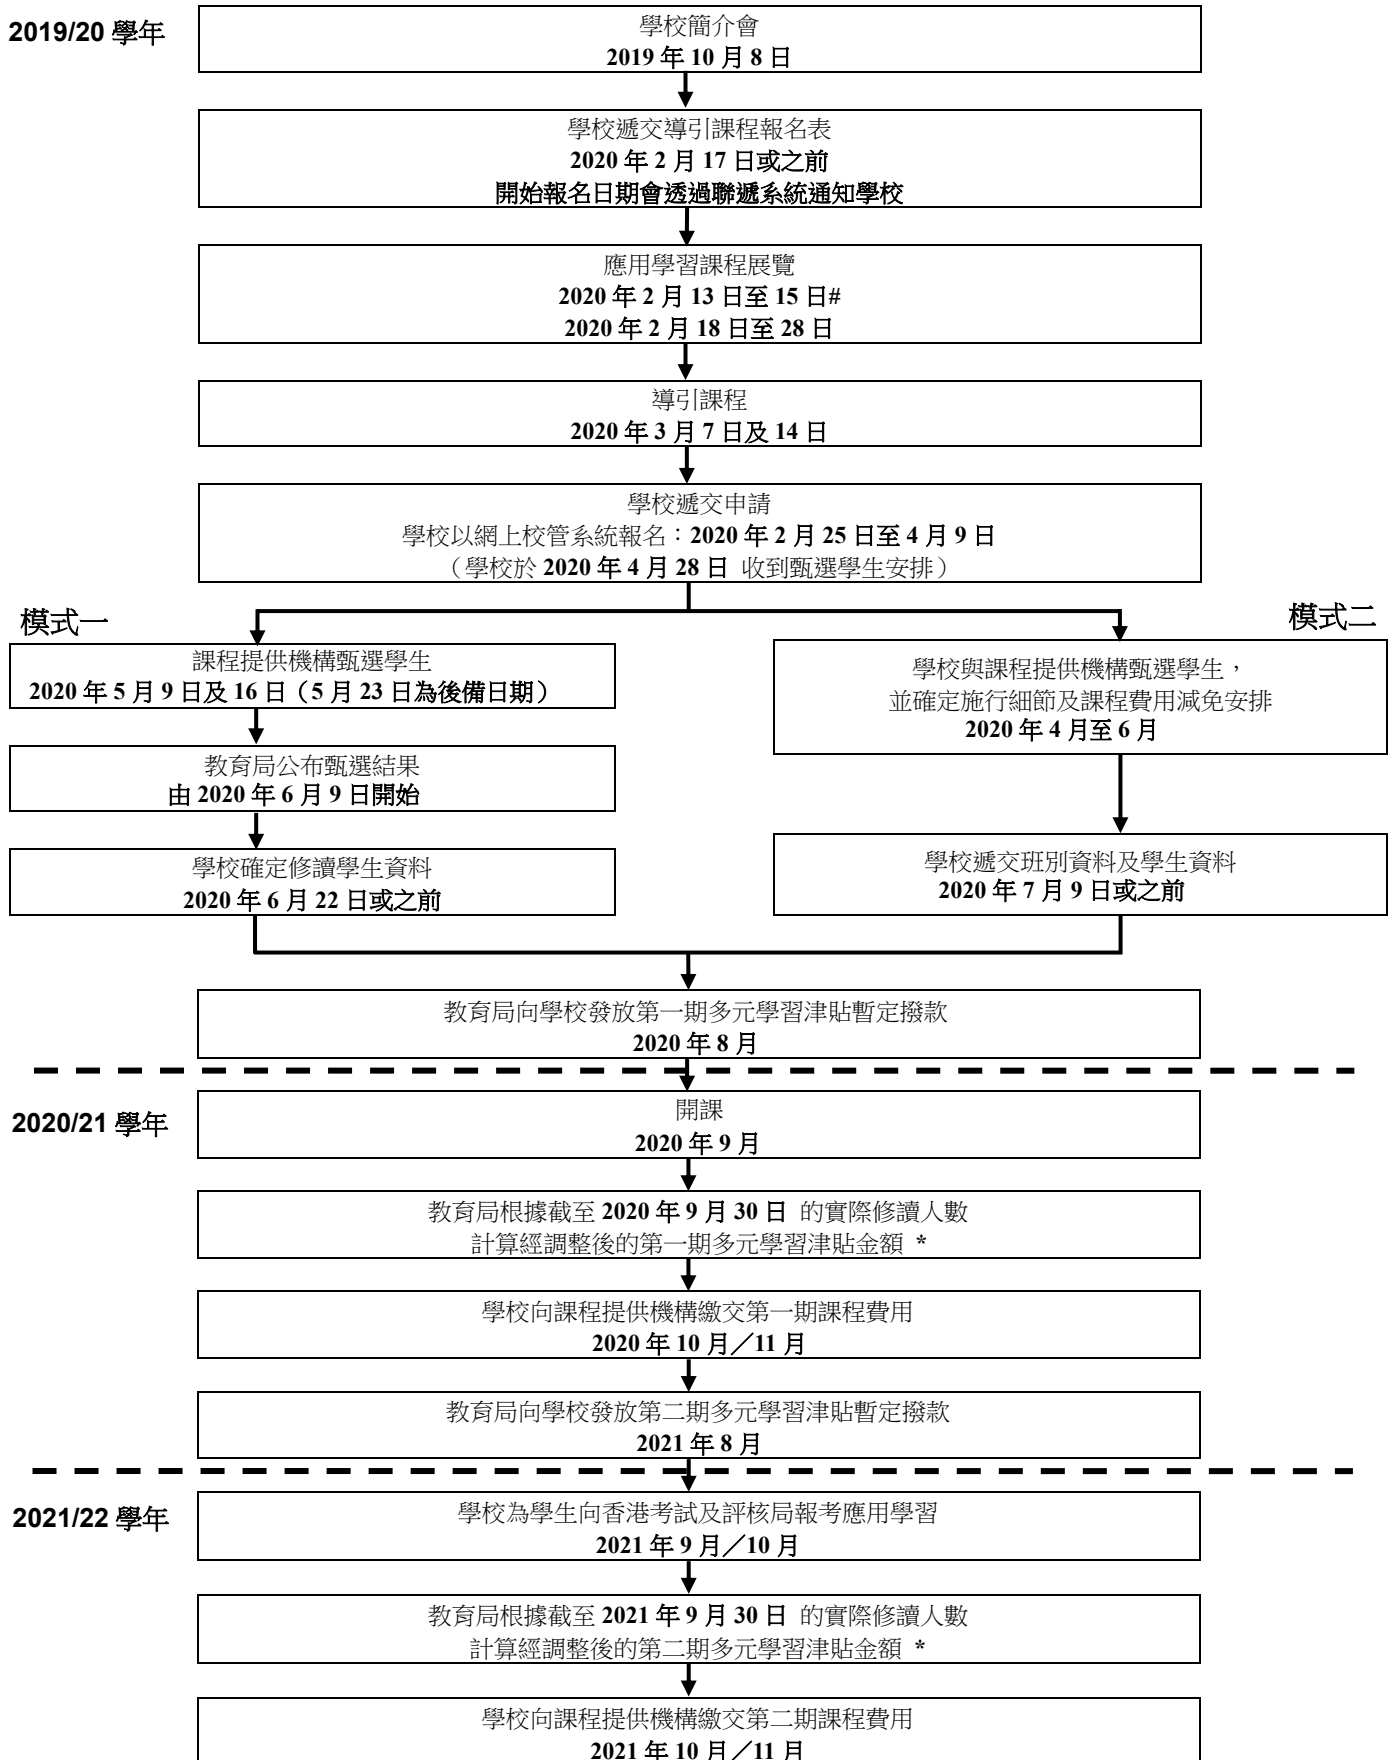 2019/20 學年
學校簡介會
2019 年 10 月 8 日
學校遞交導引課程報名表
2020 年 2 月 17 日或之前
開始報名日期會透過聯遞系統通知學校
應用學習課程展覽
2020 年 2 月 13 日至 15 日#
2020 年 2 月 18 日至 28 日
導引課程
2020 年 3 月 7 日及 14 日
學校遞交申請
學校以網上校管系統報名：2020 年 2 月 25 日至 4 月 9 日
（學校於 2020 年 4 月 28 日 收到甄選學生安排）
模式一
課程提供機構甄選學生
2020 年 5 月 9 日及 16 日（5 月 23 日為後備日期）
教育局公布甄選結果
由 2020 年 6 月 9 日開始
學校確定修讀學生資料
2020 年 6 月 22 日或之前
模式二
學校與課程提供機構甄選學生，
並確定施行細節及課程費用減免安排
2020 年 4 月至 6 月
學校遞交班別資料及學生資料
2020 年 7 月 9 日或之前
教育局向學校發放第一期多元學習津貼暫定撥款
2020 年 8 月
2020/21 學年
開課
2020 年 9 月
教育局根據截至 2020 年 9 月 30 日 的實際修讀人數
計算經調整後的第一期多元學習津貼金額 *
學校向課程提供機構繳交第一期課程費用
2020 年 10 月／11 月
教育局向學校發放第二期多元學習津貼暫定撥款
2021 年 8 月
2021/22 學年
學校為學生向香港考試及評核局報考應用學習
2021 年 9 月／10 月
教育局根據截至 2021 年 9 月 30 日 的實際修讀人數
計算經調整後的第二期多元學習津貼金額 *
學校向課程提供機構繳交第二期課程費用
2021 年 10 月／11 月